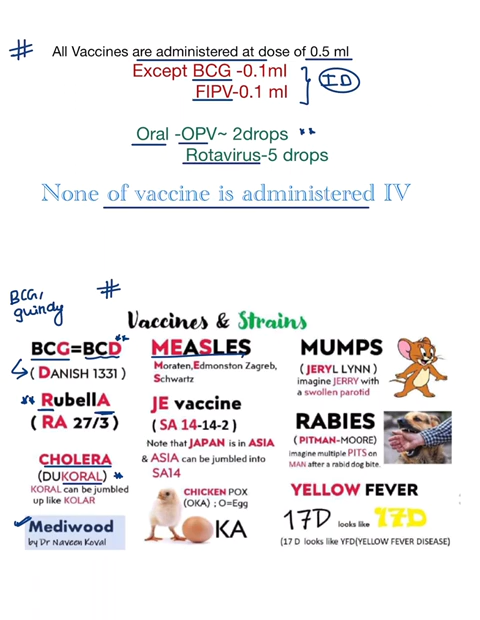 # All Vaccines are administered at dose of 0.5 ml
Except BCG -0.1ml
FIPV-0.1 ml
ID
Oral -OPV~ 2drops **
Rotavirus-5 drops
None of vaccine is administered IV
BCG,
guindy
#
Vaccines & Strains
BCG=BCD **
( DANISH 1331 )
** RubellA
( RA 27/3 )
CHOLERA
(DUKORAL) *
KORAL can be jumbled
up like KOLAR
Mediwood
by Dr Naveen Koval
MEASLES
Moraten,Edmonston Zagreb,
Schwartz
JE vaccine
( SA 14-14-2 )
Note that JAPAN is in ASIA
& ASIA can be jumbled into
SA14
CHICKEN POX
(OKA) ; O=Egg
KA
MUMPS
( JERYL LYNN )
imagine JERRY with
a swollen parotid
RABIES
(PITMAN-MOORE)
imagine multiple PITS on
MAN after a rabid dog bite.
YELLOW FEVER
17D looks like 17D
(17 D looks like YFD(YELLOW FEVER DISEASE)